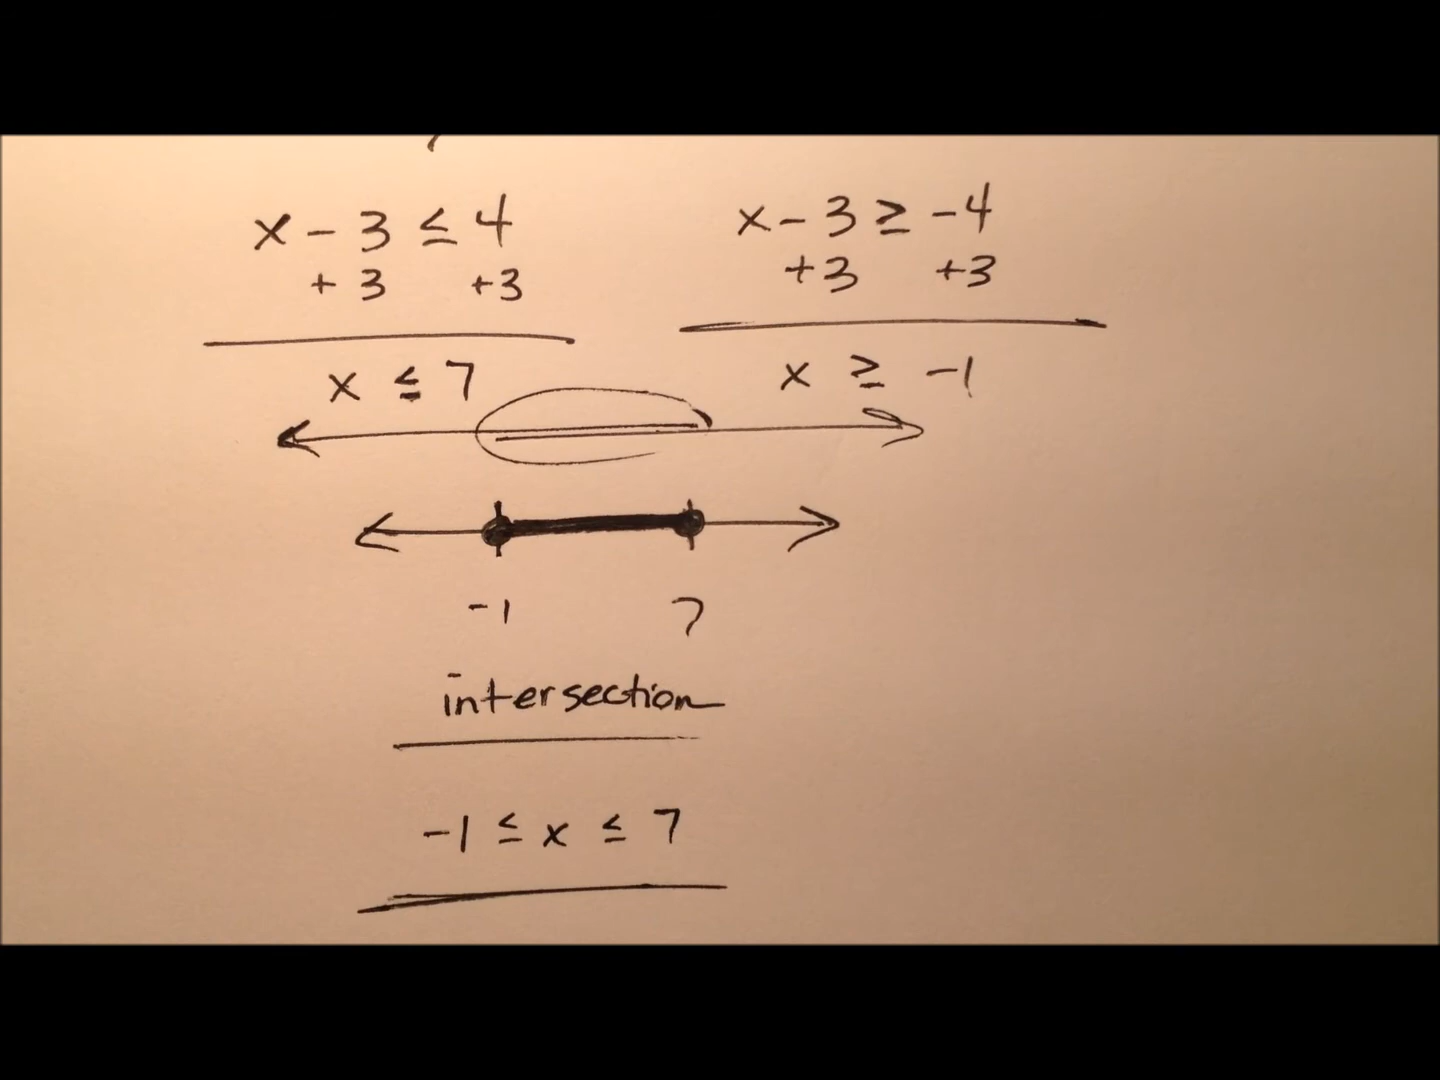 x - 3 ≤ 4
+ 3 +3
x ≤ 7
x - 3 ≥ -4
+3 +3
x ≥ -1
-1 7
intersection
-1 ≤ x ≤ 7